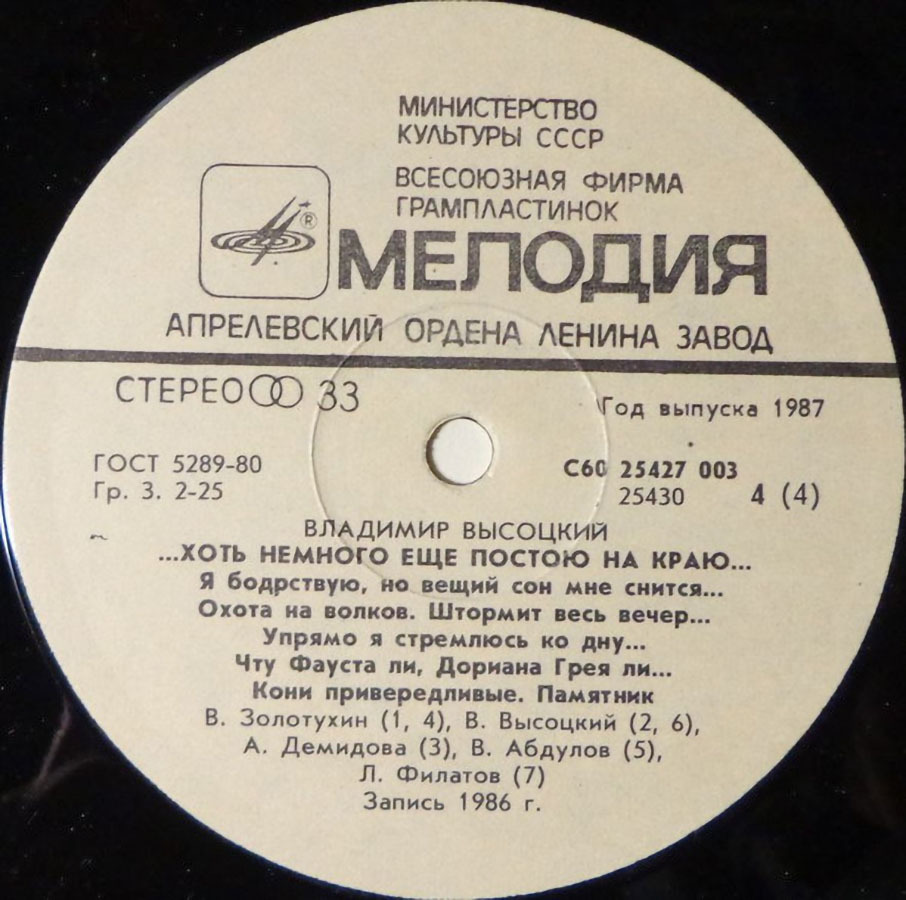 МИНИСТЕРСТВО
КУЛЬТУРЫ СССР
ВСЕСОЮЗНАЯ ФИРМА
ГРАМПЛАСТИНОК
®
МЕЛОДИЯ
АПРЕЛЕВСКИЙ ОРДЕНА ЛЕНИНА ЗАВОД
СТЕРЕО 33
Год выпуска 1987
ГОСТ 5289-80
Гр. 3. 2-25
С60 25427 003
25430 4 (4)
ВЛАДИМИР ВЫСОЦКИЙ
...ХОТЬ НЕМНОГО ЕЩЕ ПОСТОЮ НА КРАЮ...
Я бодрствую, но вещий сон мне снится...
Охота на волков. Штормит весь вечер...
Упрямо я стремлюсь ко дну...
Чту Фауста ли, Дориана Грея ли...
Кони привередливые. Памятник
В. Золотухин (1, 4), В. Высоцкий (2, 6),
А. Демидова (3), В. Абдулов (5),
Л. Филатов (7)
Запись 1986 г.